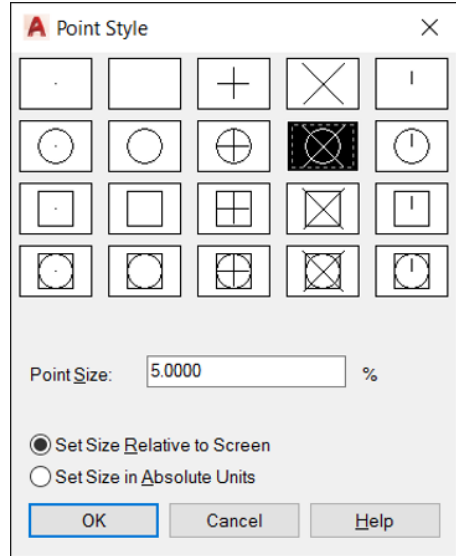 Point Style
Point Size: 5.0000 %
Set Size Relative to Screen
Set Size in Absolute Units
OK Cancel Help